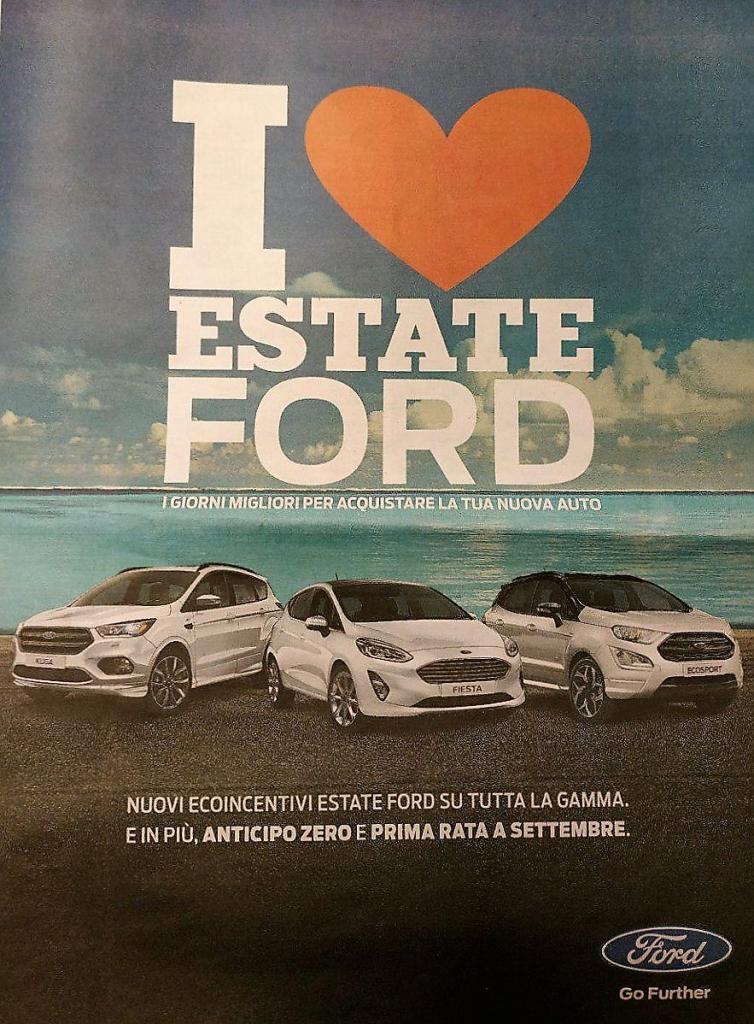 I
ESTATE
FORD
I GIORNI MIGLIORI PER ACQUISTARE LA TUA NUOVA AUTO
KUGA
FIESTA
ECOSPORT
NUOVI ECOINCENTIVI ESTATE FORD SU TUTTA LA GAMMA.
E IN PIÙ, ANTICIPO ZERO E PRIMA RATA A SETTEMBRE.
Ford
Go Further